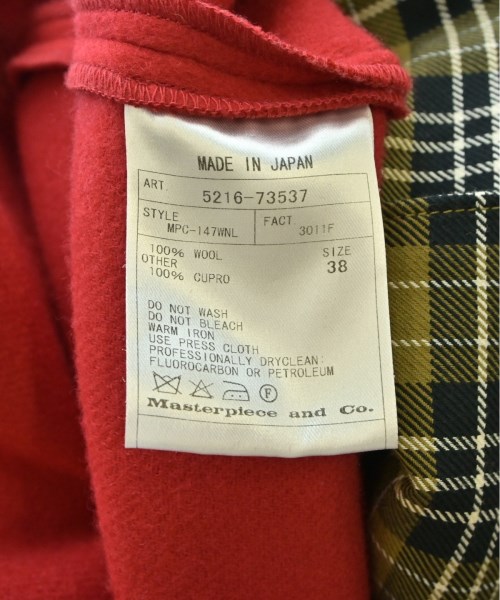 MADE IN JAPAN
ART 5216-73537
STYLE FACT
MPC-147WNL 3011F
100% WOOL SIZE
OTHER 38
100% CUPRO
DO NOT WASH
DO NOT BLEACH
WARM IRON
USE PRESS CLOTH
PROFESSIONALLY DRYCLEAN:
FLUOROCARBON OR PETROLEUM
F
Masterpiece and Co.